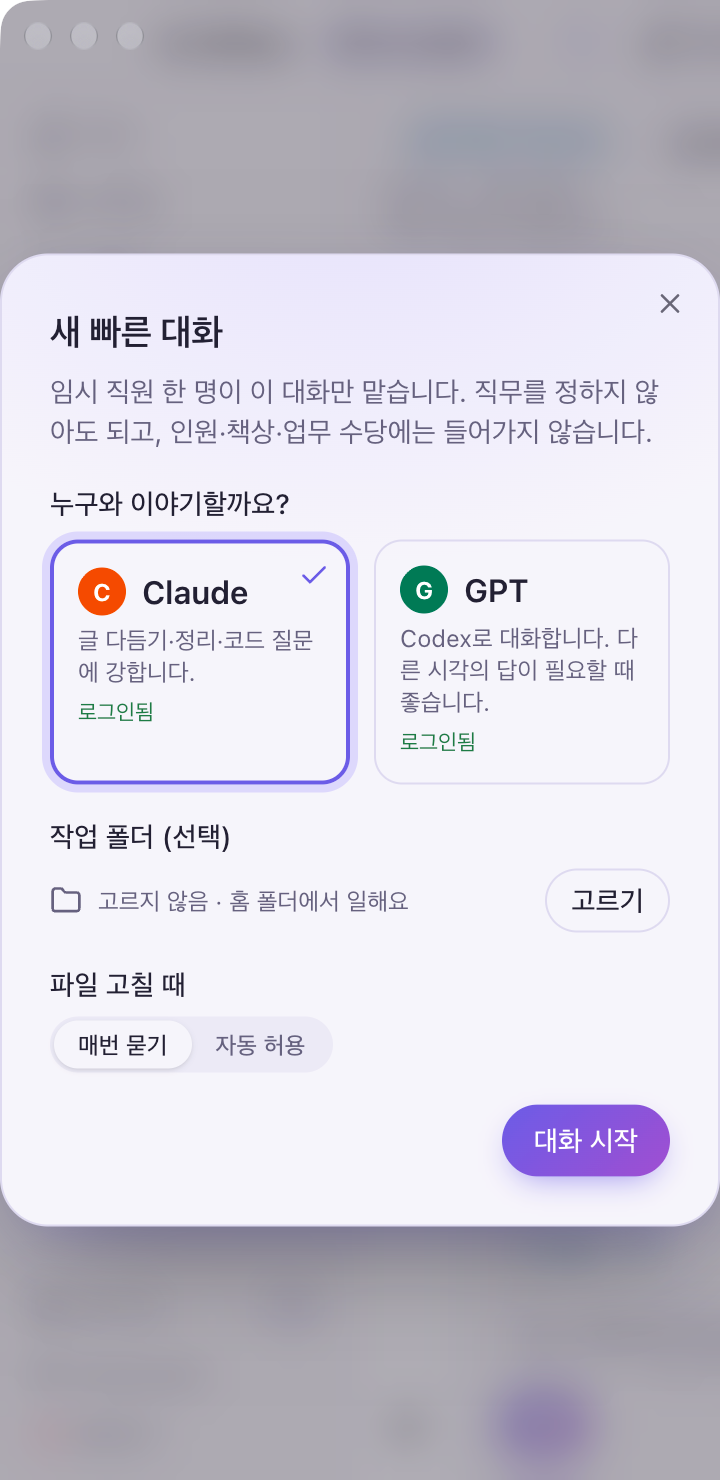 새 빠른 대화
임시 직원 한 명이 이 대화만 맡습니다. 직무를 정하지 않
아도 되고, 인원·책상·업무 수당에는 들어가지 않습니다.
누구와 이야기할까요?
C Claude
글 다듬기·정리·코드 질문
에 강합니다.
로그인됨
G GPT
Codex로 대화합니다. 다
른 시각의 답이 필요할 때
좋습니다.
로그인됨
작업 폴더 (선택)
고르지 않음 · 홈 폴더에서 일해요
고르기
파일 고칠 때
매번 묻기
자동 허용
대화 시작